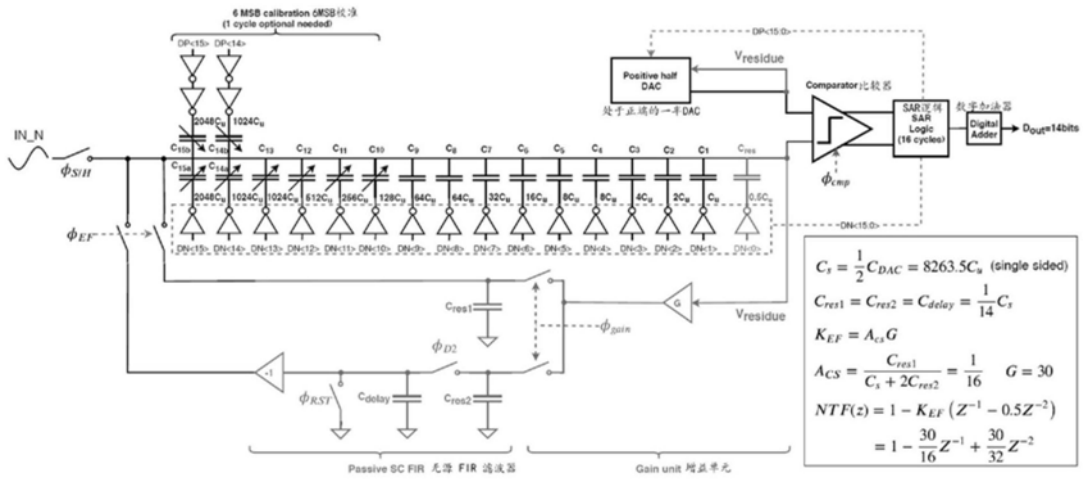 6 MSB calibration 6MSB校准
(1 cycle optional needed)
DP<15> DP<14>
DP<15:0>
Vresidue
Positive half
DAC
处于正端的一半DAC
Comparator比较器
SAR逻辑
SAR
Logic
(16 cycles)
数字加法器
Digital
Adder
Dout=14bits
IN_N
ϕS/H
2048Cu 1024Cu
C15b C14b C13 C12 C11 C10 C9 C8 C7 C6 C5 C4 C3 C2 C1 Cres
C15a C14a
2048Cu 1024Cu 1024Cu 512Cu 256Cu 128Cu 64Cu 64Cu 32Cu 16Cu 8Cu 8Cu 4Cu 2Cu Cu 0.5Cu
ϕcmp
DN<15> DN<14> DN<13> DN<12> DN<11> DN<10> DN<9> DN<8> DN<7> DN<6> DN<5> DN<4> DN<3> DN<2> DN<1> DN<0>
DN<15:0>
ϕEF
Cres1
G
Vresidue
ϕgain
ϕD2
-1
ϕRST
Cdelay
Cres2
Passive SC FIR 无源 FIR 滤波器
Gain unit 增益单元
Cs = 1/2 CDAC = 8263.5Cu (single sided)
Cres1 = Cres2 = Cdelay = 1/14 Cs
KEF = AcsG
ACS = Cres1/(Cs + 2Cres2) = 1/16 G = 30
NTF(z) = 1 − KEF (Z⁻¹ − 0.5Z⁻²)
= 1 − 30/16 Z⁻¹ + 30/32 Z⁻²